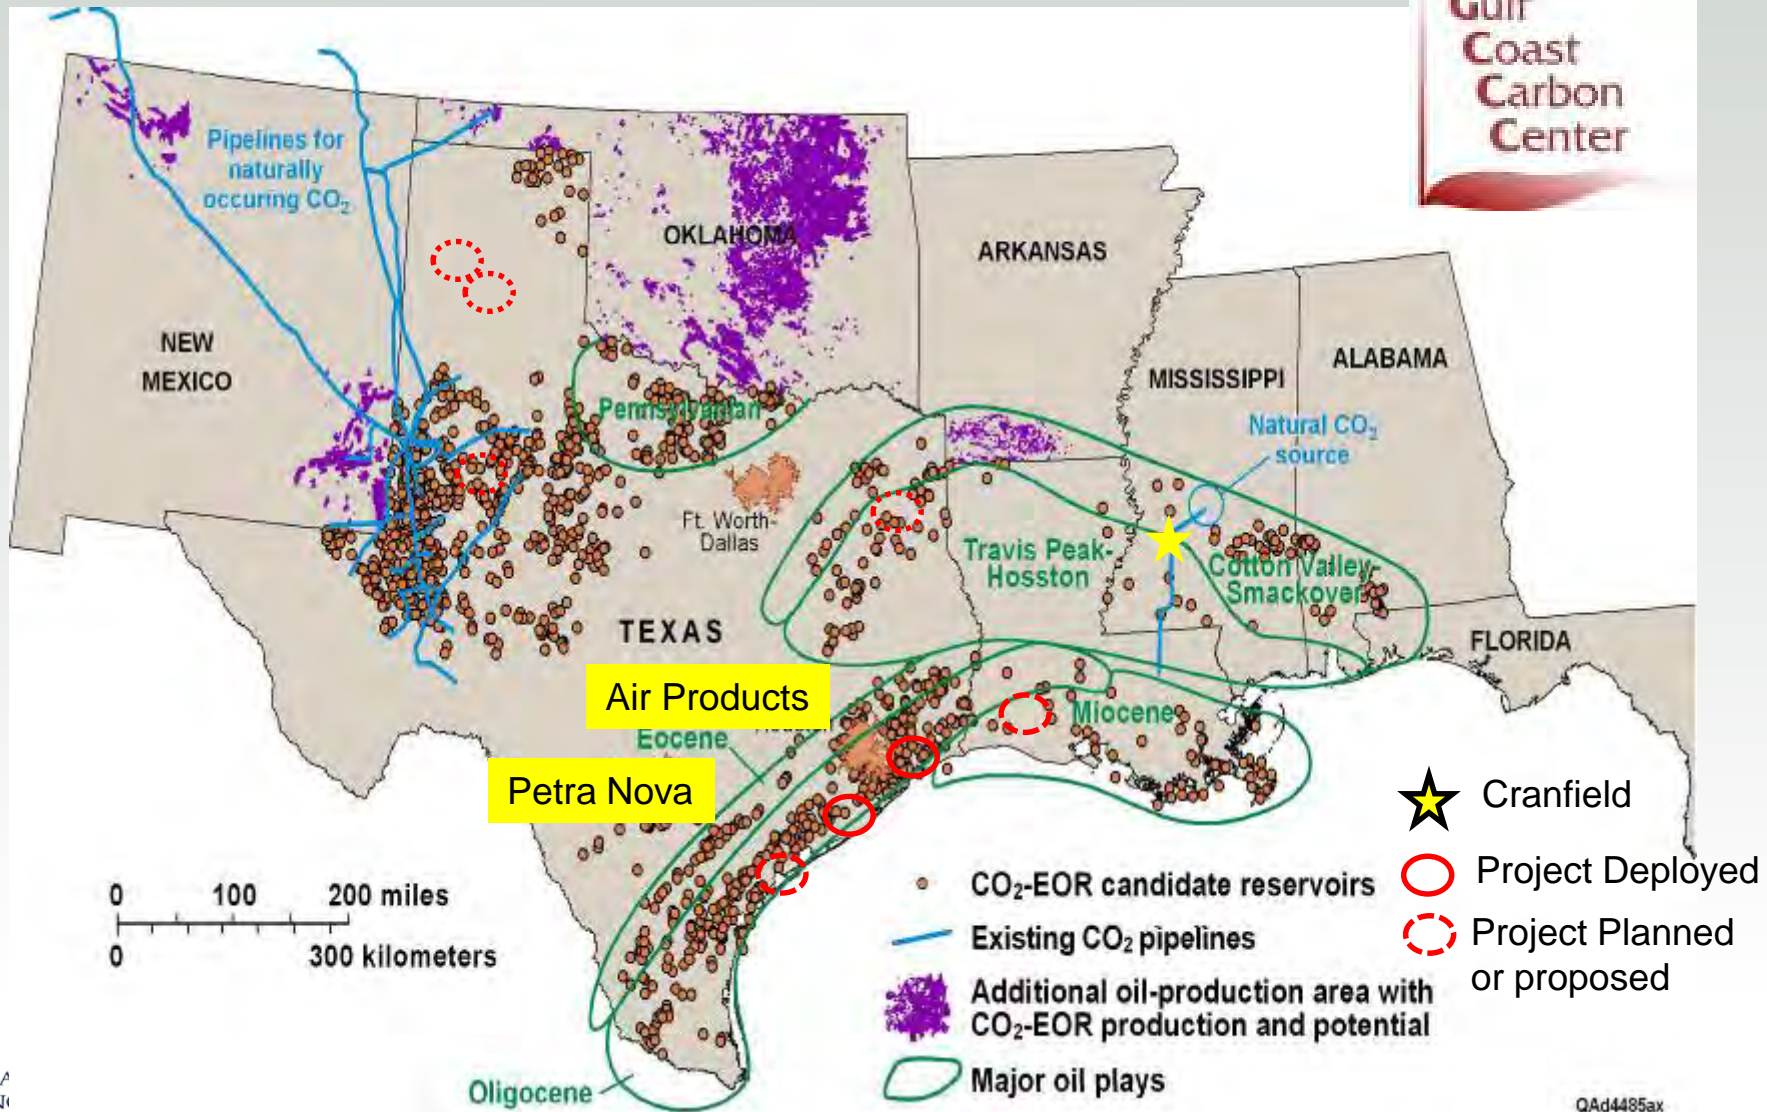 Gulf
Coast
Carbon
Center
Pipelines for
naturally
occuring CO₂
OKLAHOMA
ARKANSAS
NEW
MEXICO
MISSISSIPPI
ALABAMA
Pennsylvanian
Natural CO₂
source
Ft. Worth-
Dallas
Travis Peak-
Hosston
Cotton Valley-
Smackover
TEXAS
FLORIDA
Air Products
Eocene
Miocene
Petra Nova
Cranfield
Project Deployed
Project Planned
or proposed
0 100 200 miles
0 300 kilometers
CO₂-EOR candidate reservoirs
Existing CO₂ pipelines
Additional oil-production area with
CO₂-EOR production and potential
Major oil plays
Oligocene
QAd4485ax